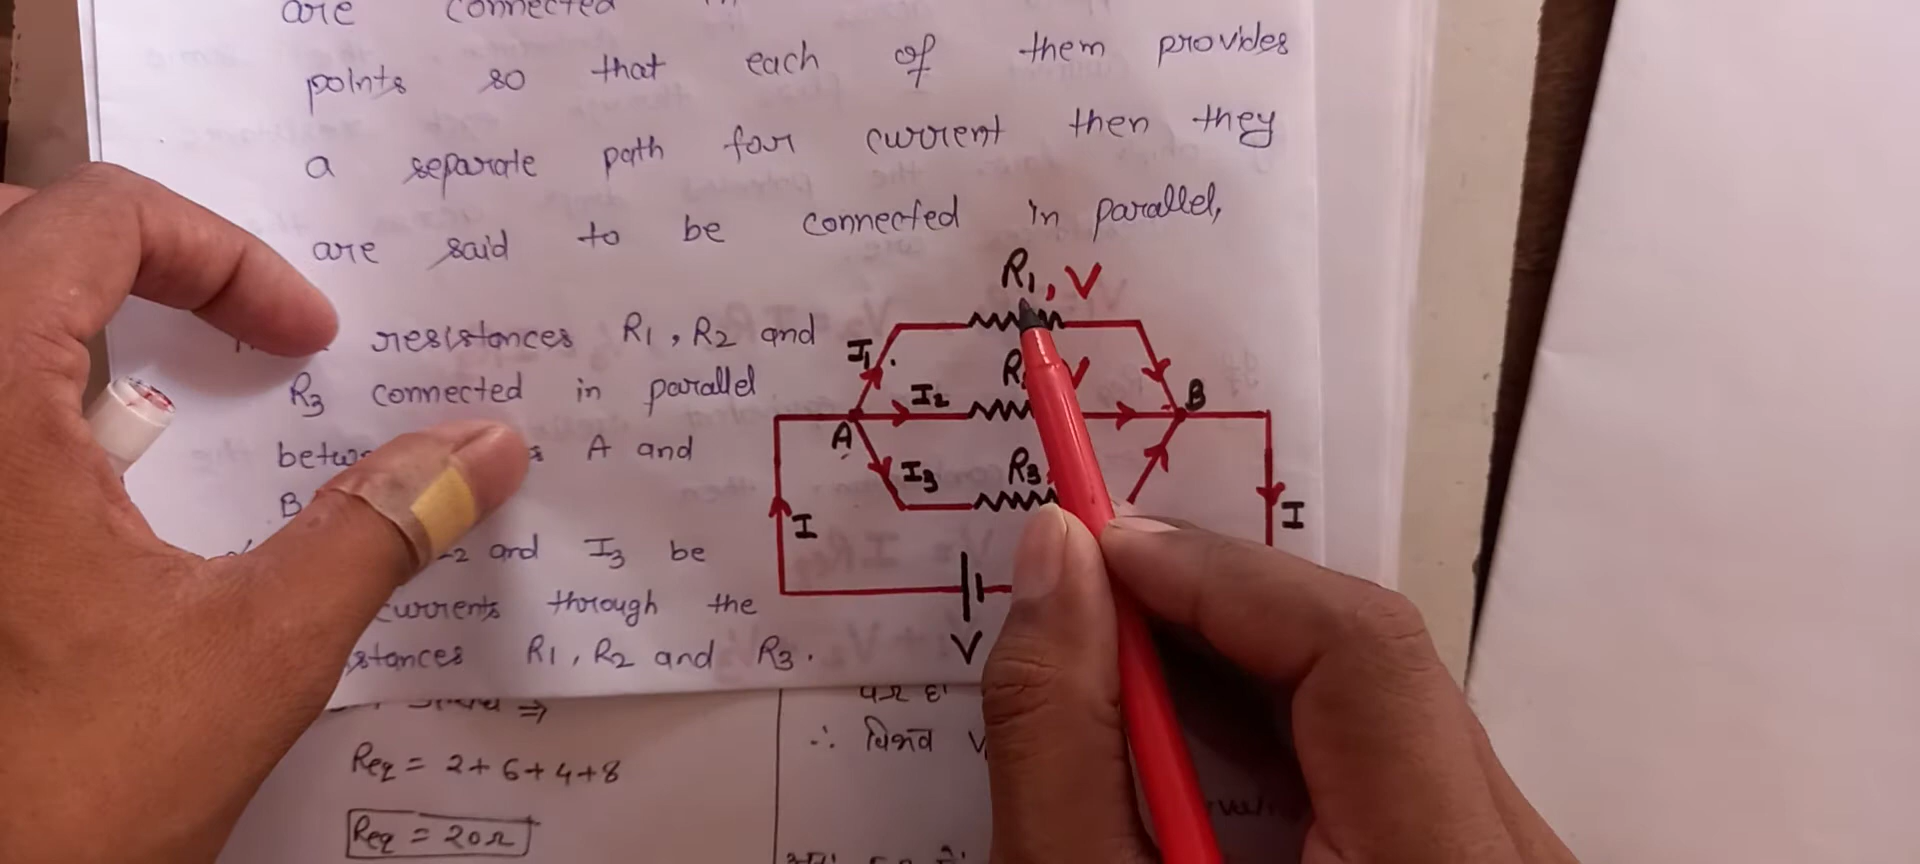 are connected
points so that each of them provides
a separate path for current then they
are said to be connected in parallel,
resistances R1, R2 and
R3 connected in parallel
A and
B
2 and I3 be
currents through the
stances R1, R2 and R3.
R1, V
I1
R V
I2
B
A
R3
I3
I
I
V
Req = 2+6+4+8
Req = 20Ω
∴ विभव V